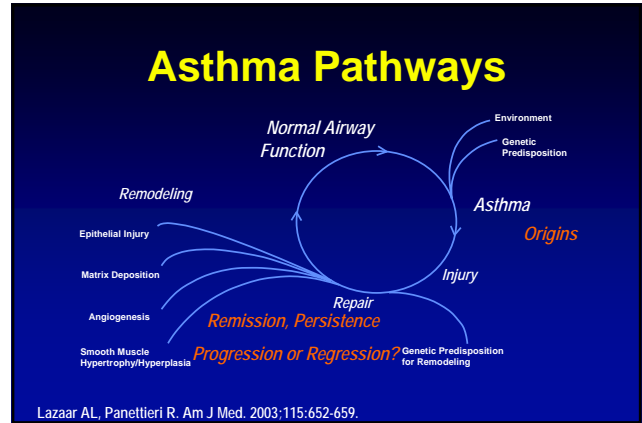 Asthma Pathways
Normal Airway
Function
Environment
Genetic
Predisposition
Remodeling
Asthma
Origins
Epithelial Injury
Matrix Deposition
Injury
Angiogenesis
Repair
Remission, Persistence
Smooth Muscle
Hypertrophy/Hyperplasia
Progression or Regression?
Genetic Predisposition
for Remodeling
Lazaar AL, Panettieri R. Am J Med. 2003;115:652-659.